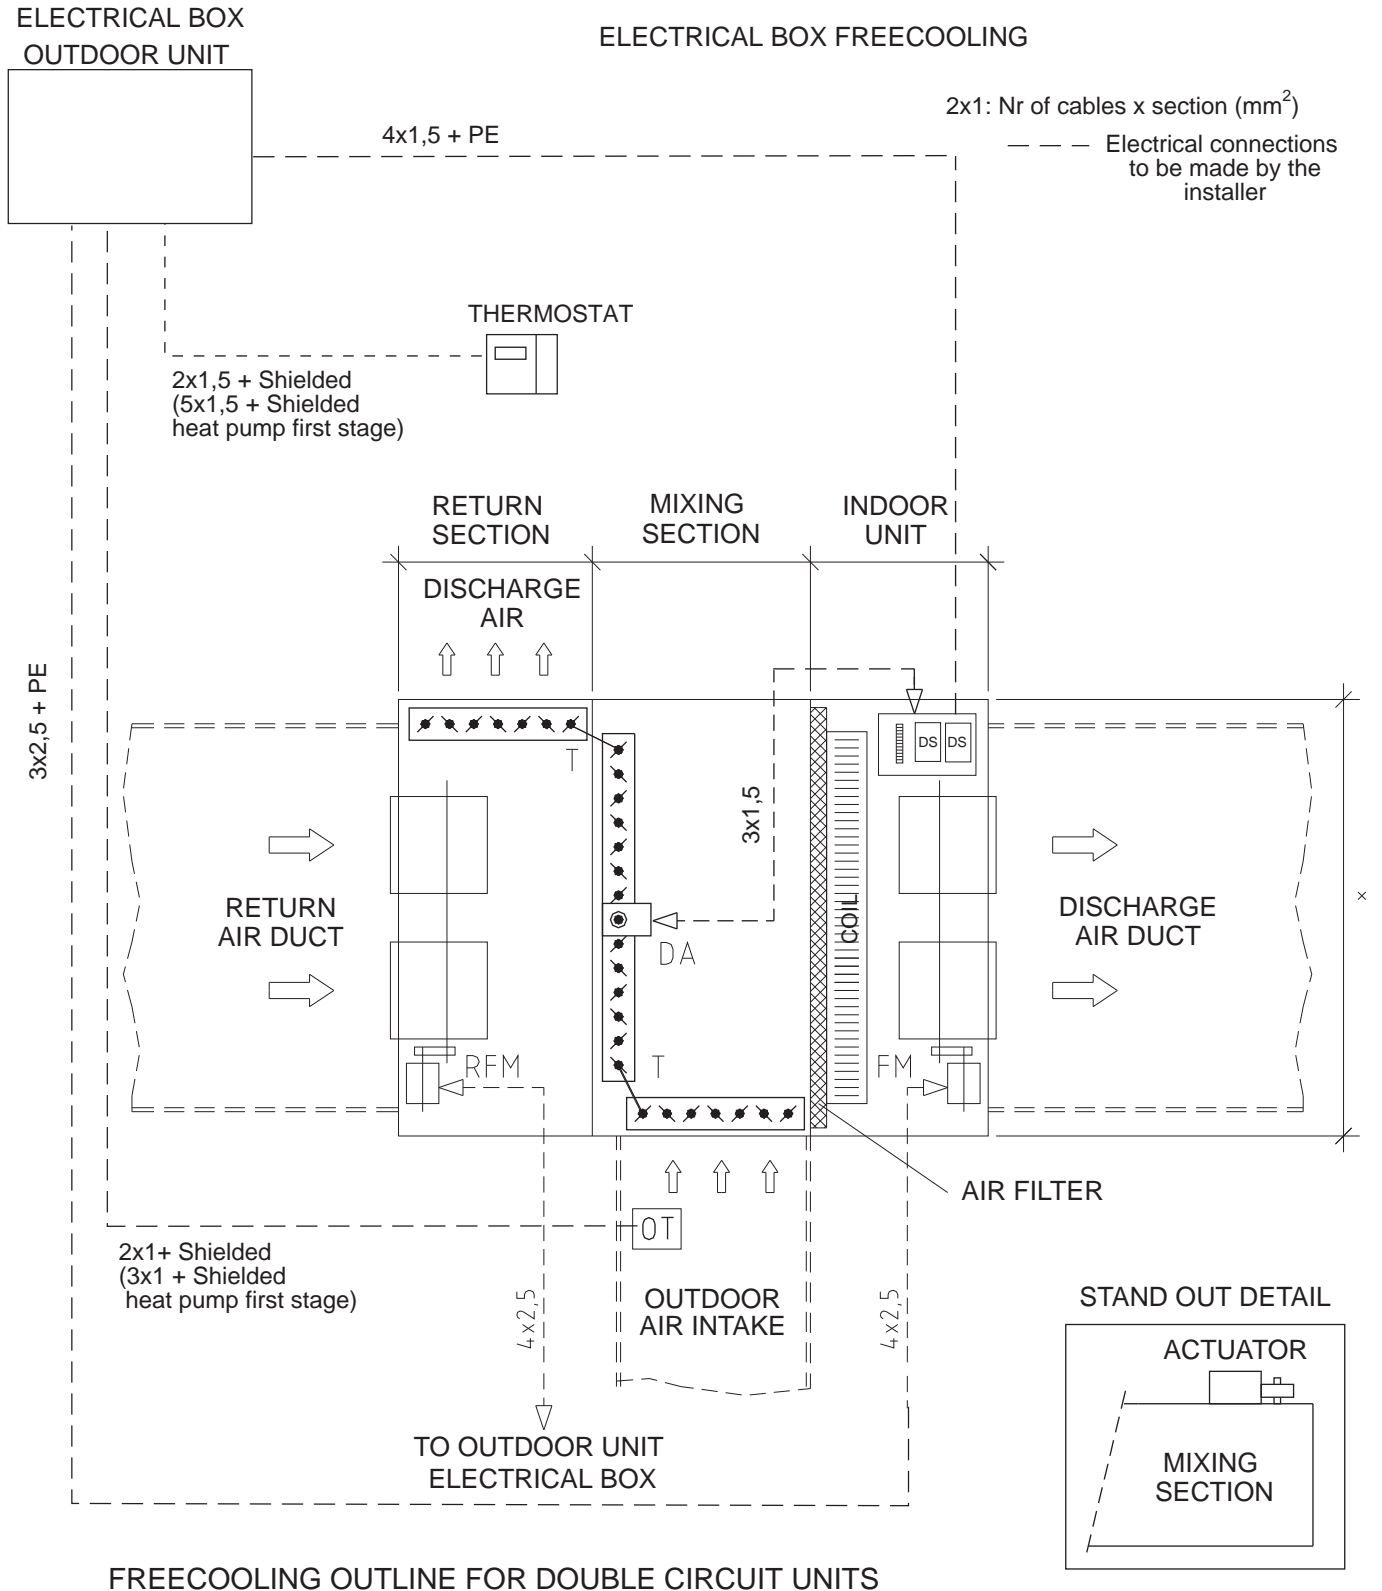 ELECTRICAL BOX
OUTDOOR UNIT
ELECTRICAL BOX FREECOOLING
2x1: Nr of cables x section (mm2)
Electrical connections
to be made by the
installer
4x1,5 + PE
THERMOSTAT
2x1,5 + Shielded
(5x1,5 + Shielded
heat pump first stage)
RETURN
SECTION
MIXING
SECTION
INDOOR
UNIT
DISCHARGE
AIR
3x2,5 + PE
T
DS
DS
3x1,5
COIL
RETURN
AIR DUCT
DA
DISCHARGE
AIR DUCT
x
RFM
T
FM
AIR FILTER
OT
2x1+ Shielded
(3x1 + Shielded
heat pump first stage)
4x2,5
OUTDOOR
AIR INTAKE
4x2,5
TO OUTDOOR UNIT
ELECTRICAL BOX
STAND OUT DETAIL
ACTUATOR
MIXING
SECTION
FREECOOLING OUTLINE FOR DOUBLE CIRCUIT UNITS